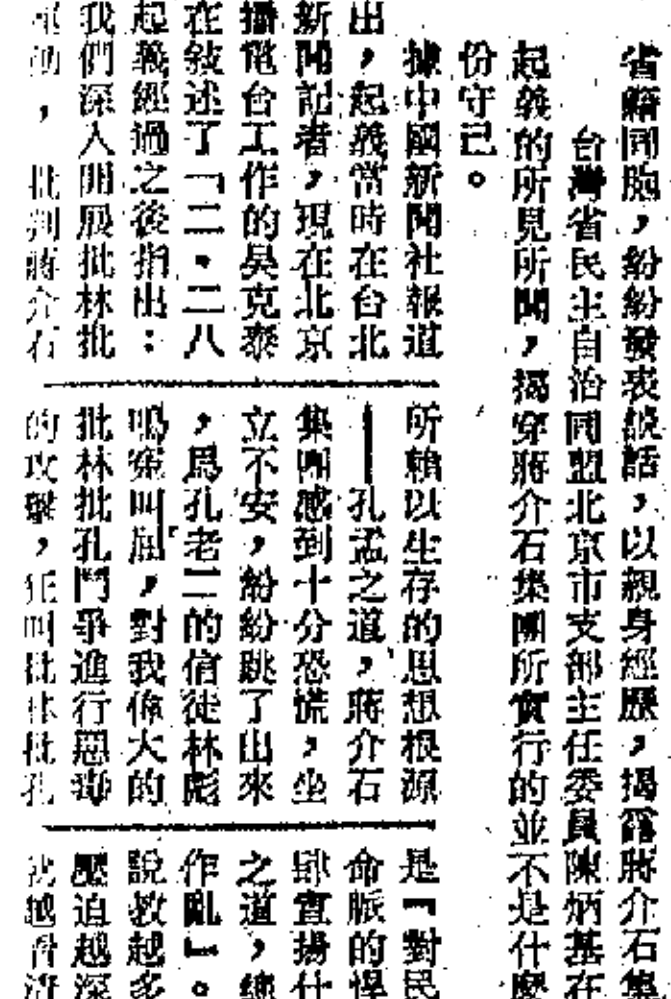 省籍同胞，紛紛發表談話，以親身經歷，揭露蔣介石集
台灣省民主自治同盟北京市支部主任委員陳炳基在
起義的所見所聞，揭穿蔣介石集團所實行的並不是什麼
份守己。
據中國新聞社報道
出，起義當時在台北
新聞記者，現在北京
播電台工作的吳克泰
在敍述了「二·二八
起義經過之後指出：
我們深入開展批林批
動，批判蔣介石
所賴以生存的思想根源
——孔孟之道，蔣介石
集團感到十分恐慌，坐
立不安，紛紛跳了出來
，爲孔老二的信徒林彪
鳴寃叫屈，對我偉大的
批林批孔鬥爭進行惡毒
的攻擊，狂叫批林批孔
是「對民
命脈的悍
肆宣揚什
之道，總
作亂」。
說教越多
壓迫越深
越看清